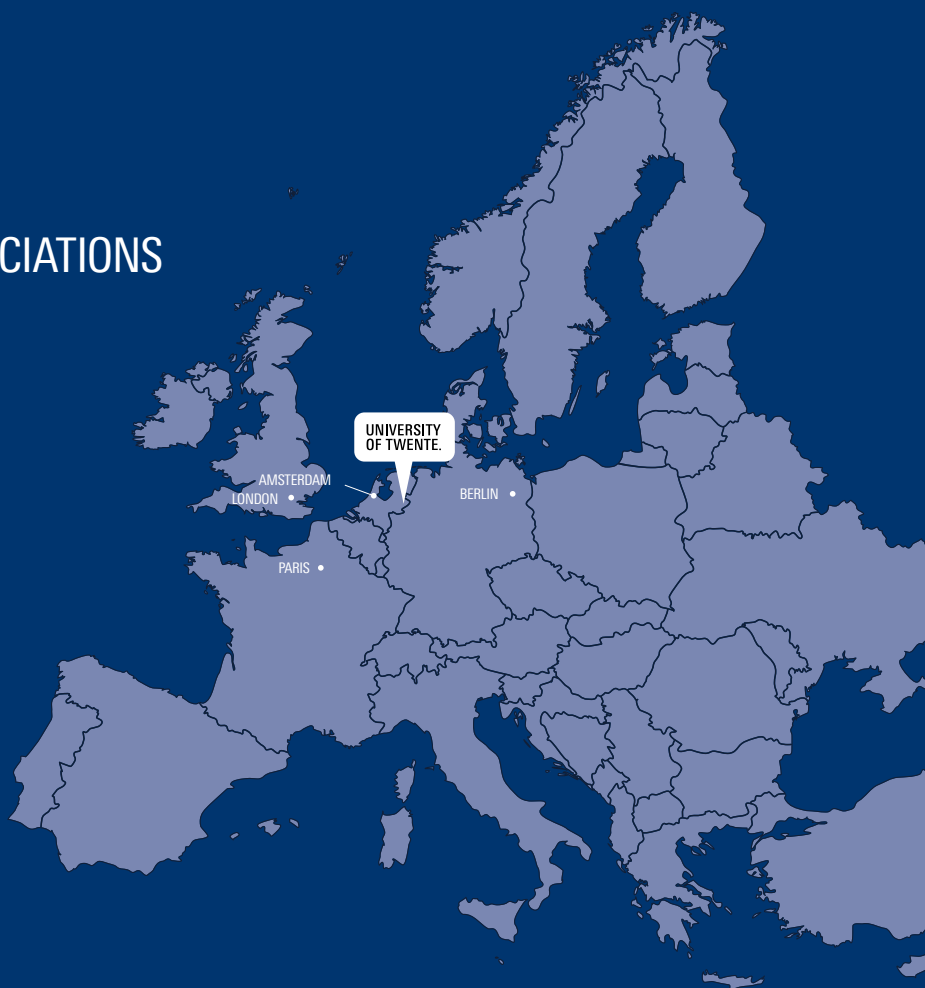 CIATIONS
UNIVERSITY
OF TWENTE.
AMSTERDAM
LONDON
BERLIN
PARIS